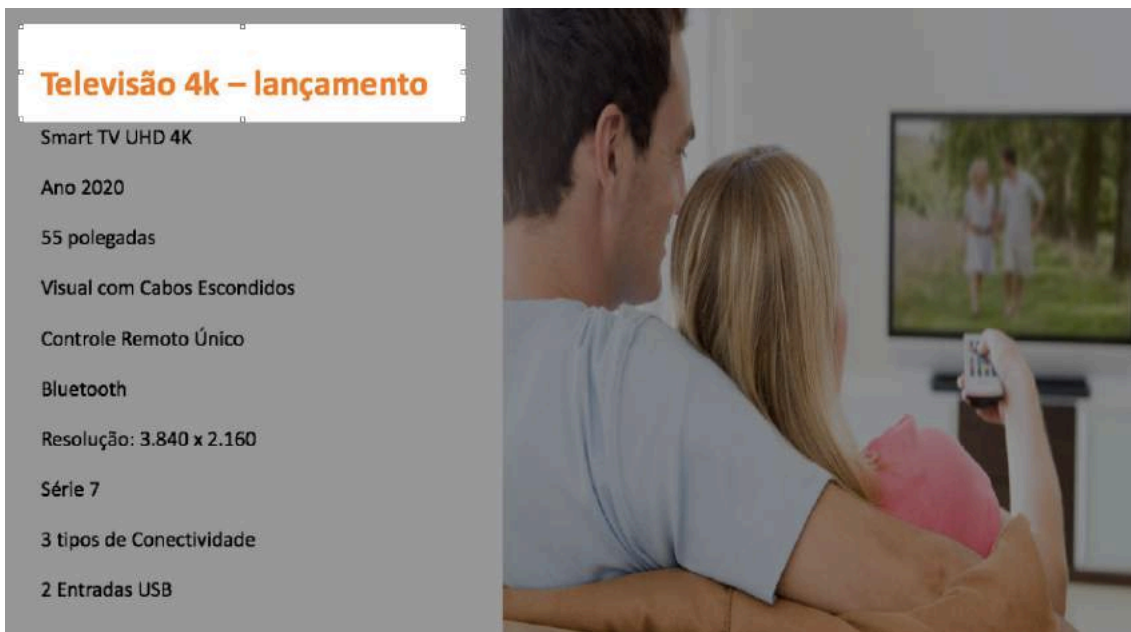 Televisão 4k – lançamento
Smart TV UHD 4K
Ano 2020
55 polegadas
Visual com Cabos Escondidos
Controle Remoto Único
Bluetooth
Resolução: 3.840 x 2.160
Série 7
3 tipos de Conectividade
2 Entradas USB